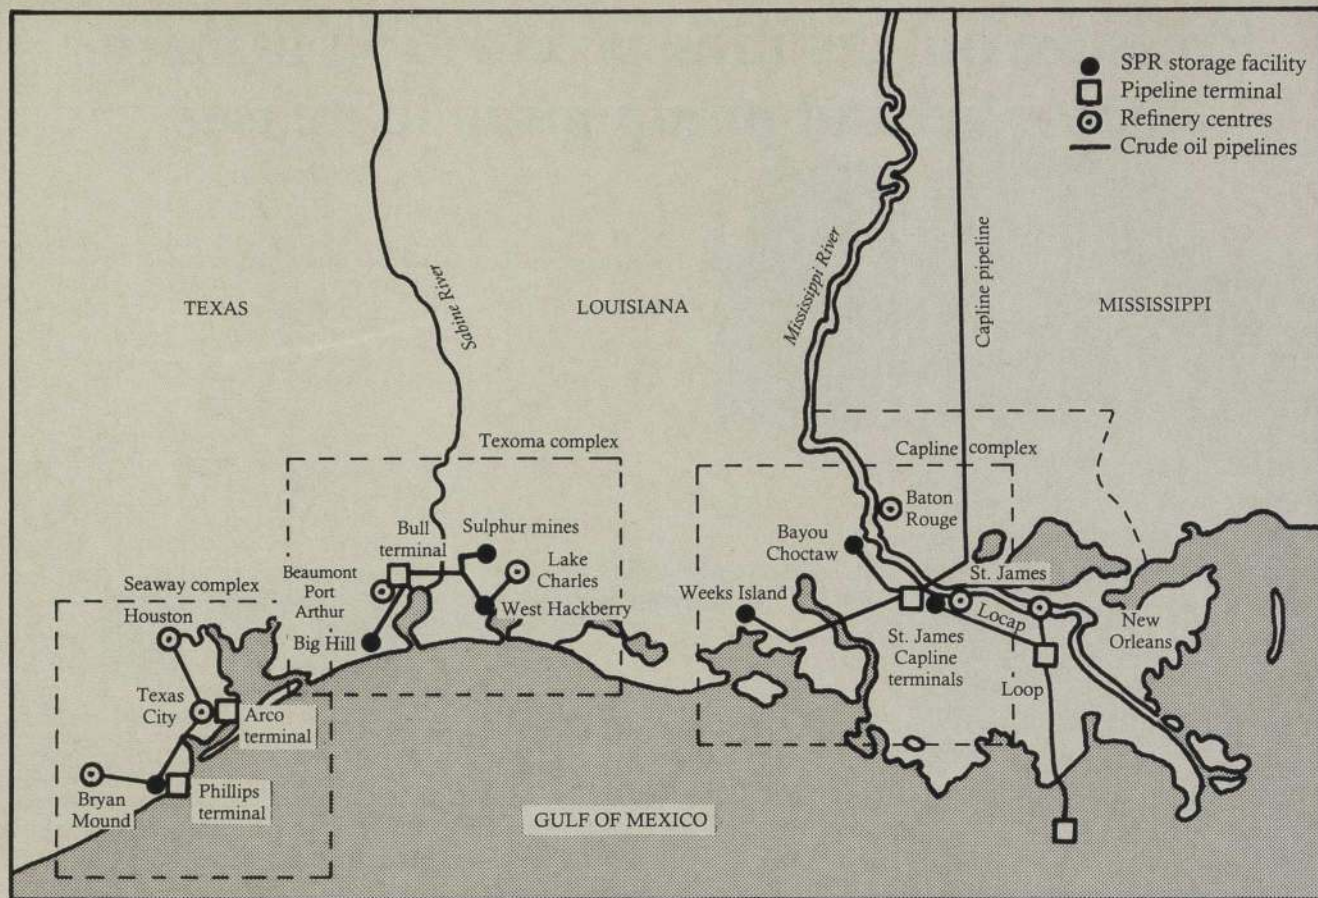 SPR storage facility
Pipeline terminal
Refinery centres
Crude oil pipelines
TEXAS
Sabine River
LOUISIANA
Mississippi River
Capline pipeline
MISSISSIPPI
Texoma complex
Capline complex
Baton
Rouge
Bull
terminal
Sulphur mines
Bayou
Choctaw
Lake
Charles
Beaumont
Port
Arthur
Seaway complex
Houston
Big Hill
West Hackberry
Weeks Island
St. James
Locap
New
Orleans
St. James
Capline
terminals
Loop
Texas
City
Arco
terminal
Bryan
Mound
Phillips
terminal
GULF OF MEXICO